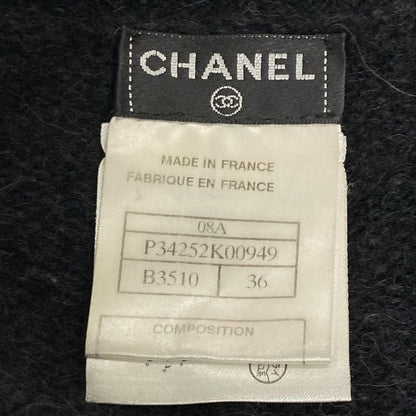 CHANEL
MADE IN FRANCE
FABRIQUE EN FRANCE
08A
P34252K00949
B3510 36
COMPOSITION